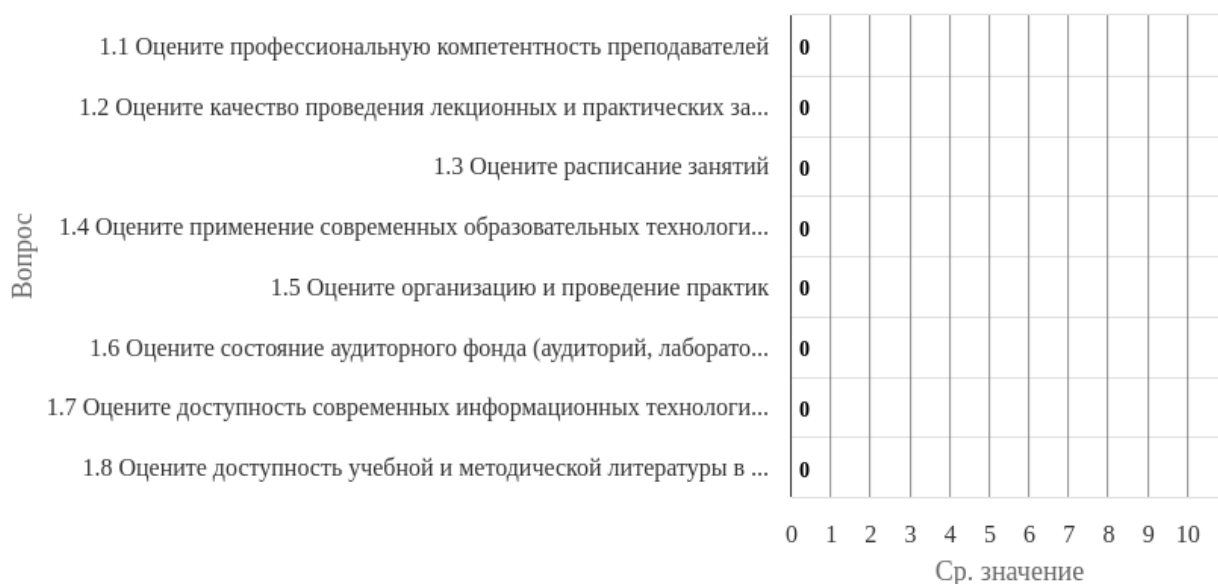 1.1 Оцените профессиональную компетентность преподавателей 0
1.2 Оцените качество проведения лекционных и практических за... 0
1.3 Оцените расписание занятий 0
1.4 Оцените применение современных образовательных технологи... 0
1.5 Оцените организацию и проведение практик 0
1.6 Оцените состояние аудиторного фонда (аудиторий, лаборато... 0
1.7 Оцените доступность современных информационных технологи... 0
1.8 Оцените доступность учебной и методической литературы в ... 0
Вопрос
0 1 2 3 4 5 6 7 8 9 10
Ср. значение